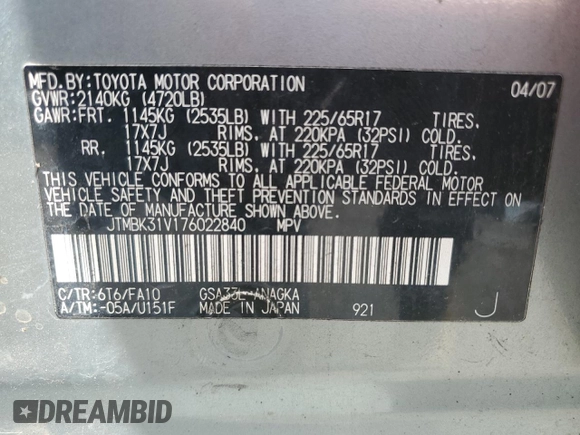 MFD.BY:TOYOTA MOTOR CORPORATION 04/07
GVWR:2140KG (4720LB)
GAWR:FRT. 1145KG (2535LB) WITH 225/65R17 TIRES,
17X7J RIMS, AT 220KPA (32PSI) COLD.
RR. 1145KG (2535LB) WITH 225/65R17 TIRES,
17X7J RIMS, AT 220KPA (32PSI) COLD.
THIS VEHICLE CONFORMS TO ALL APPLICABLE FEDERAL MOTOR
VEHICLE SAFETY AND THEFT PREVENTION STANDARDS IN EFFECT ON
THE DATE OF MANUFACTURE SHOWN ABOVE.
JTMBK31V176022840 MPV
C/TR:6T6/FA10 GSA33L-ANAGKA
A/TM:-05A/U151F MADE IN JAPAN 921 J
DREAMBID